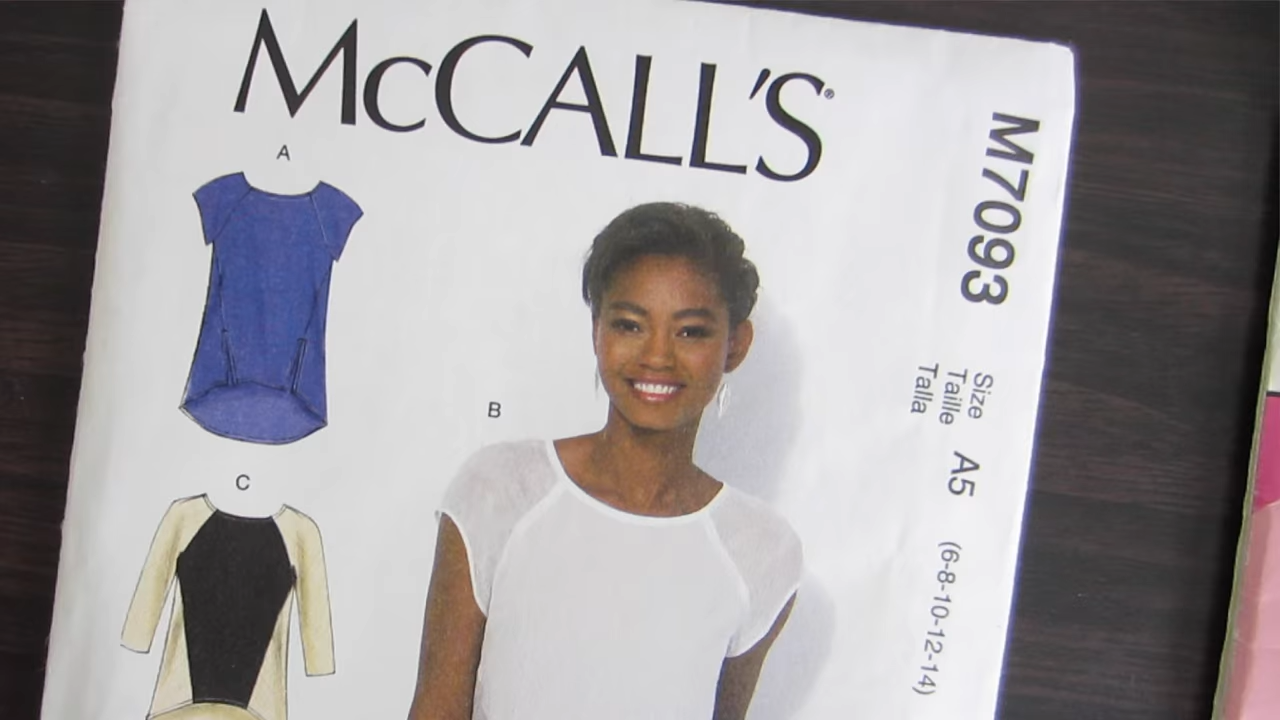 McCALL'S®
M7093
A
B
C
Size
Taille
Talla
A5
(6-8-10-12-14)